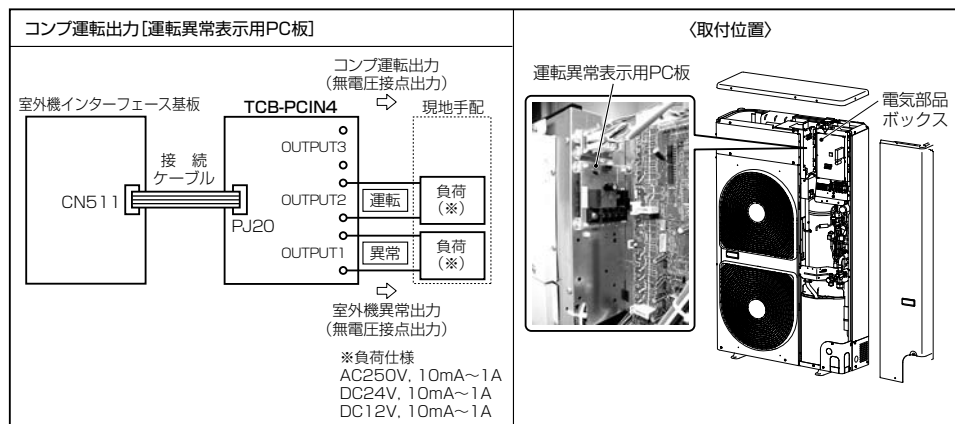 コンプ運転出力[運転異常表示用PC板]
コンプ運転出力
(無電圧接点出力)
室外機インターフェース基板
TCB-PCIN4
現地手配
OUTPUT3
接 続
ケーブル
CN511
PJ20
OUTPUT2
運転
負荷
(※)
OUTPUT1
異常
負荷
(※)
室外機異常出力
(無電圧接点出力)
※負荷仕様
AC250V, 10mA~1A
DC24V, 10mA~1A
DC12V, 10mA~1A
〈取付位置〉
運転異常表示用PC板
電気部品
ボックス